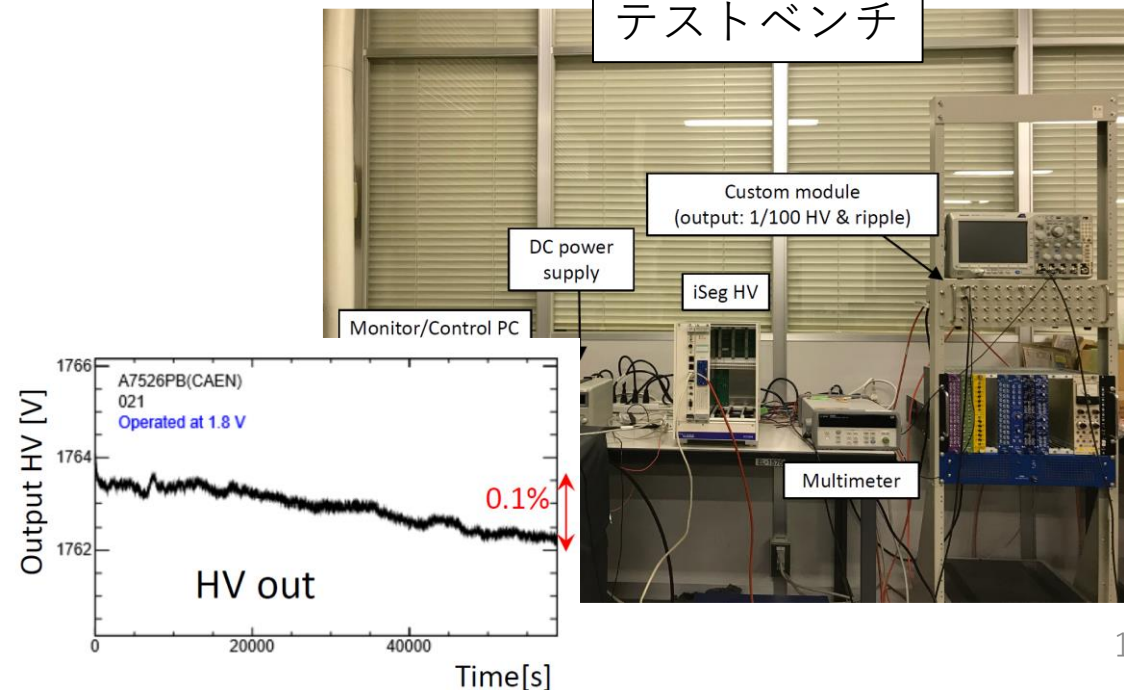 テストベンチ
Custom module
(output: 1/100 HV & ripple)
DC power
supply
iSeg HV
Monitor/Control PC
Multimeter
1766
1764
1762
Output HV [V]
A7526PB(CAEN)
021
Operated at 1.8 V
0.1%
HV out
0
20000
40000
Time[s]
1